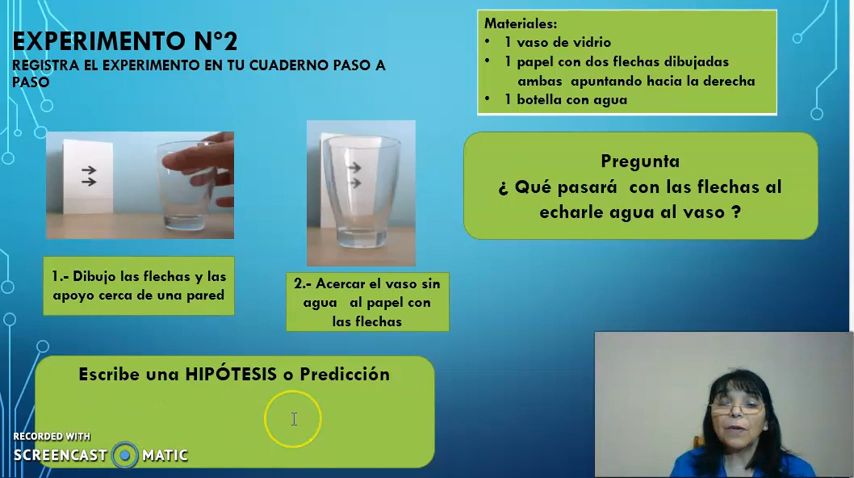 EXPERIMENTO N°2
REGISTRA EL EXPERIMENTO EN TU CUADERNO PASO A
PASO
Materiales:
• 1 vaso de vidrio
• 1 papel con dos flechas dibujadas
ambas apuntando hacia la derecha
• 1 botella con agua
Pregunta
¿ Qué pasará con las flechas al
echarle agua al vaso ?
1.- Dibujo las flechas y las
apoyo cerca de una pared
2.- Acercar el vaso sin
agua al papel con
las flechas
Escribe una HIPÓTESIS o Predicción
RECORDED WITH
SCREENCAST MATIC